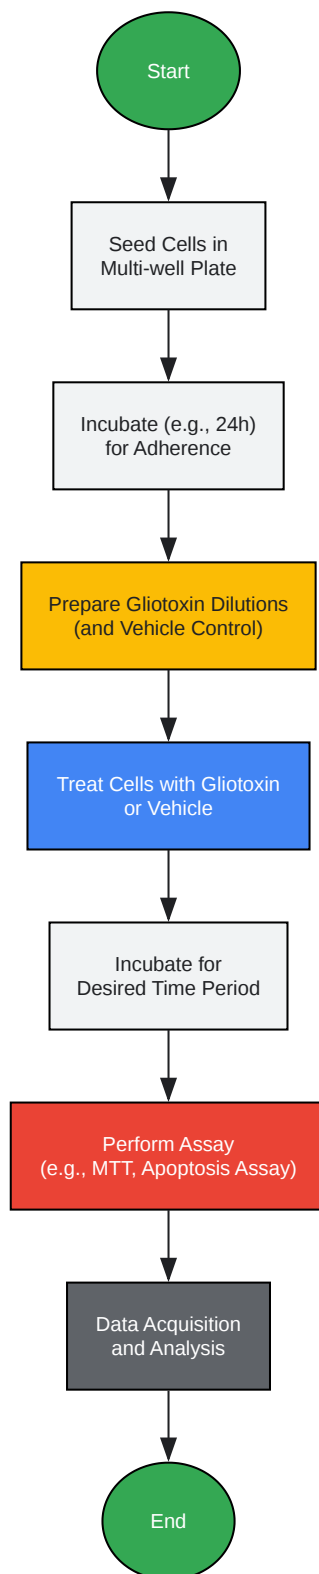 Start
Seed Cells in
Multi-well Plate
Incubate (e.g., 24h)
for Adherence
Prepare Gliotoxin Dilutions
(and Vehicle Control)
Treat Cells with Gliotoxin
or Vehicle
Incubate for
Desired Time Period
Perform Assay
(e.g., MTT, Apoptosis Assay)
Data Acquisition
and Analysis
End